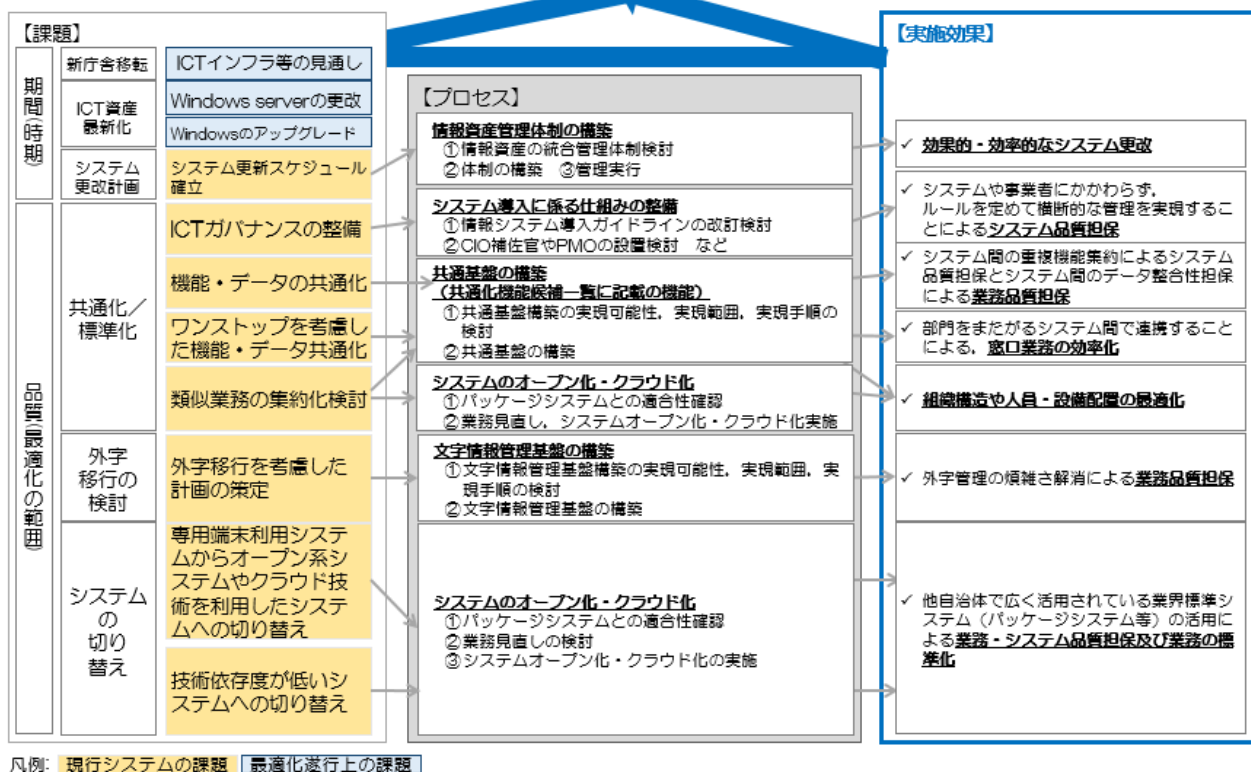 【課題】
期間(時期)
新庁舎移転
ICTインフラ等の見通し
ICT資産
最新化
Windows serverの更改
Windowsのアップグレード
システム
更改計画
システム更新スケジュール
確立
品質(最適化の範囲)
共通化／
標準化
ICTガバナンスの整備
機能・データの共通化
ワンストップを考慮し
た機能・データ共通化
類似業務の集約化検討
外字
移行の
検討
外字移行を考慮した
計画の策定
システム
の
切り
替え
専用端末利用システ
ムからオープン系シ
ステムやクラウド技
術を利用したシステ
ムへの切り替え
技術依存度が低いシ
ステムへの切り替え
【プロセス】
情報資産管理体制の構築
①情報資産の統合管理体制検討
②体制の構築　③管理実行
システム導入に係る仕組みの整備
①情報システム導入ガイドラインの改訂検討
②CIO補佐官やPMOの設置検討　など
共通基盤の構築
（共通化機能候補一覧に記載の機能）
①共通基盤構築の実現可能性，実現範囲，実現手順の
検討
②共通基盤の構築
システムのオープン化・クラウド化
①パッケージシステムとの適合性確認
②業務見直し，システムオープン化・クラウド化実施
文字情報管理基盤の構築
①文字情報管理基盤構築の実現可能性，実現範囲，実
現手順の検討
②文字情報管理基盤の構築
システムのオープン化・クラウド化
①パッケージシステムとの適合性確認
②業務見直しの検討
③システムオープン化・クラウド化の実施
【実施効果】
✓ 効果的・効率的なシステム更改
✓ システムや事業者にかかわらず，
ルールを定めて横断的な管理を実現するこ
とによるシステム品質担保
✓ システム間の重複機能集約によるシステム
品質担保とシステム間のデータ整合性担保
による業務品質担保
✓ 部門をまたがるシステム間で連携すること
による，窓口業務の効率化
✓ 組織構造や人員・設備配置の最適化
✓ 外字管理の煩雑さ解消による業務品質担保
✓ 他自治体で広く活用されている業界標準シ
ステム（パッケージシステム等）の活用によ
る業務・システム品質担保及び業務の標
準化
凡例: 現行システムの課題 最適化遂行上の課題